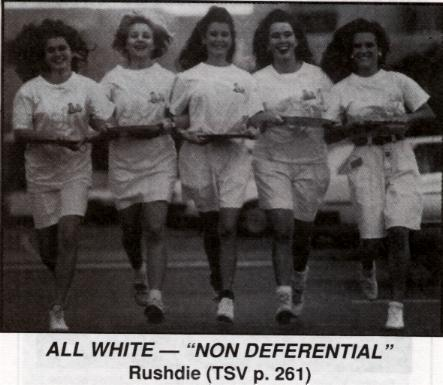 ALL WHITE — “NON DEFERENTIAL”
Rushdie (TSV p. 261)